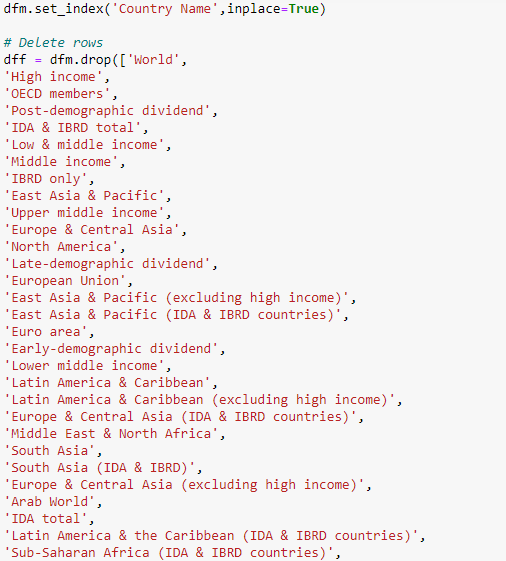 dfm.set_index('Country Name',inplace=True)
# Delete rows
dff = dfm.drop(['World',
'High income',
'OECD members',
'Post-demographic dividend',
'IDA & IBRD total',
'Low & middle income',
'Middle income',
'IBRD only',
'East Asia & Pacific',
'Upper middle income',
'Europe & Central Asia',
'North America',
'Late-demographic dividend',
'European Union',
'East Asia & Pacific (excluding high income)',
'East Asia & Pacific (IDA & IBRD countries)',
'Euro area',
'Early-demographic dividend',
'Lower middle income',
'Latin America & Caribbean',
'Latin America & Caribbean (excluding high income)',
'Europe & Central Asia (IDA & IBRD countries)',
'Middle East & North Africa',
'South Asia',
'South Asia (IDA & IBRD)',
'Europe & Central Asia (excluding high income)',
'Arab World',
'IDA total',
'Latin America & the Caribbean (IDA & IBRD countries)',
'Sub-Saharan Africa (IDA & IBRD countries)',